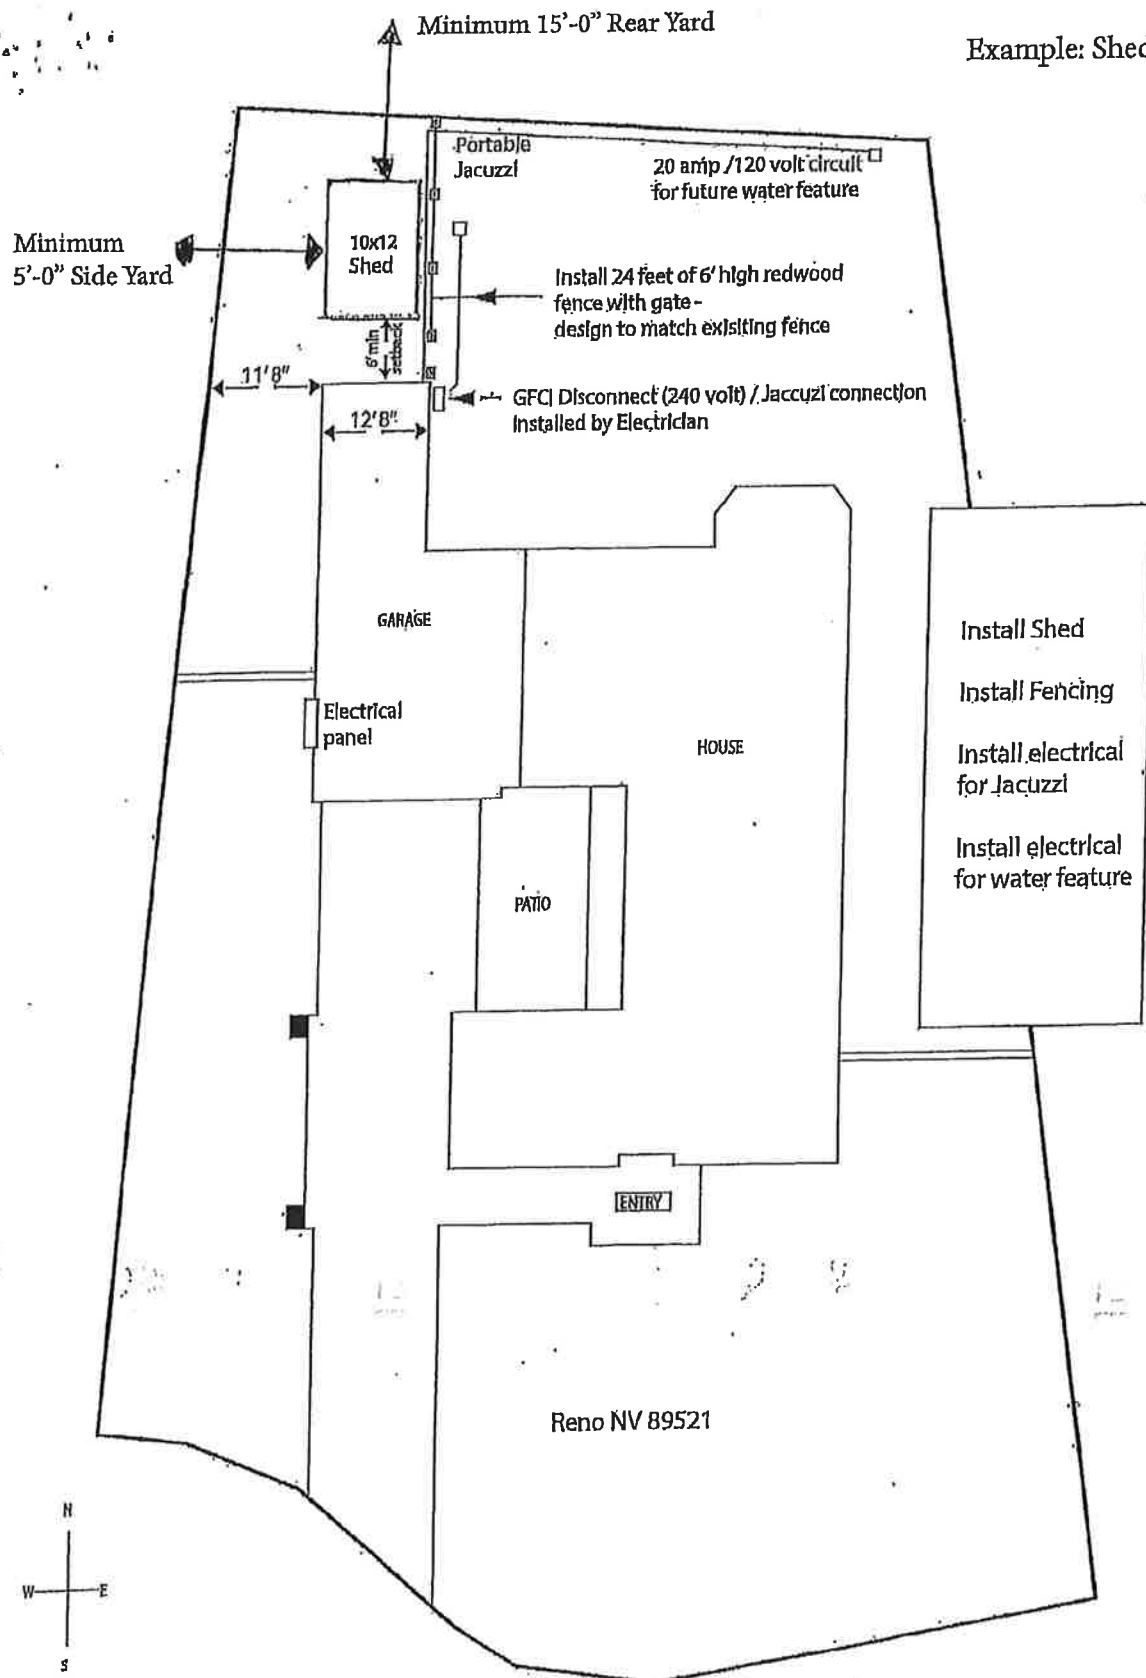 Minimum 15'-0" Rear Yard
Example: Shed
Portable
Jacuzzi
20 amp /120 volt circuit
for future water feature
Minimum
5'-0" Side Yard
10x12
Shed
Install 24 feet of 6' high redwood
fence with gate -
design to match exisiting fence
6' min
setback
11'8"
GFCI Disconnect (240 volt) / Jaccuzi connection
installed by Electrician
12'8"
GARAGE
Install Shed
Install Fencing
Electrical
panel
HOUSE
Install electrical
for Jacuzzi
Install electrical
for water feature
PATIO
ENTRY
Reno NV 89521
N
W E
S